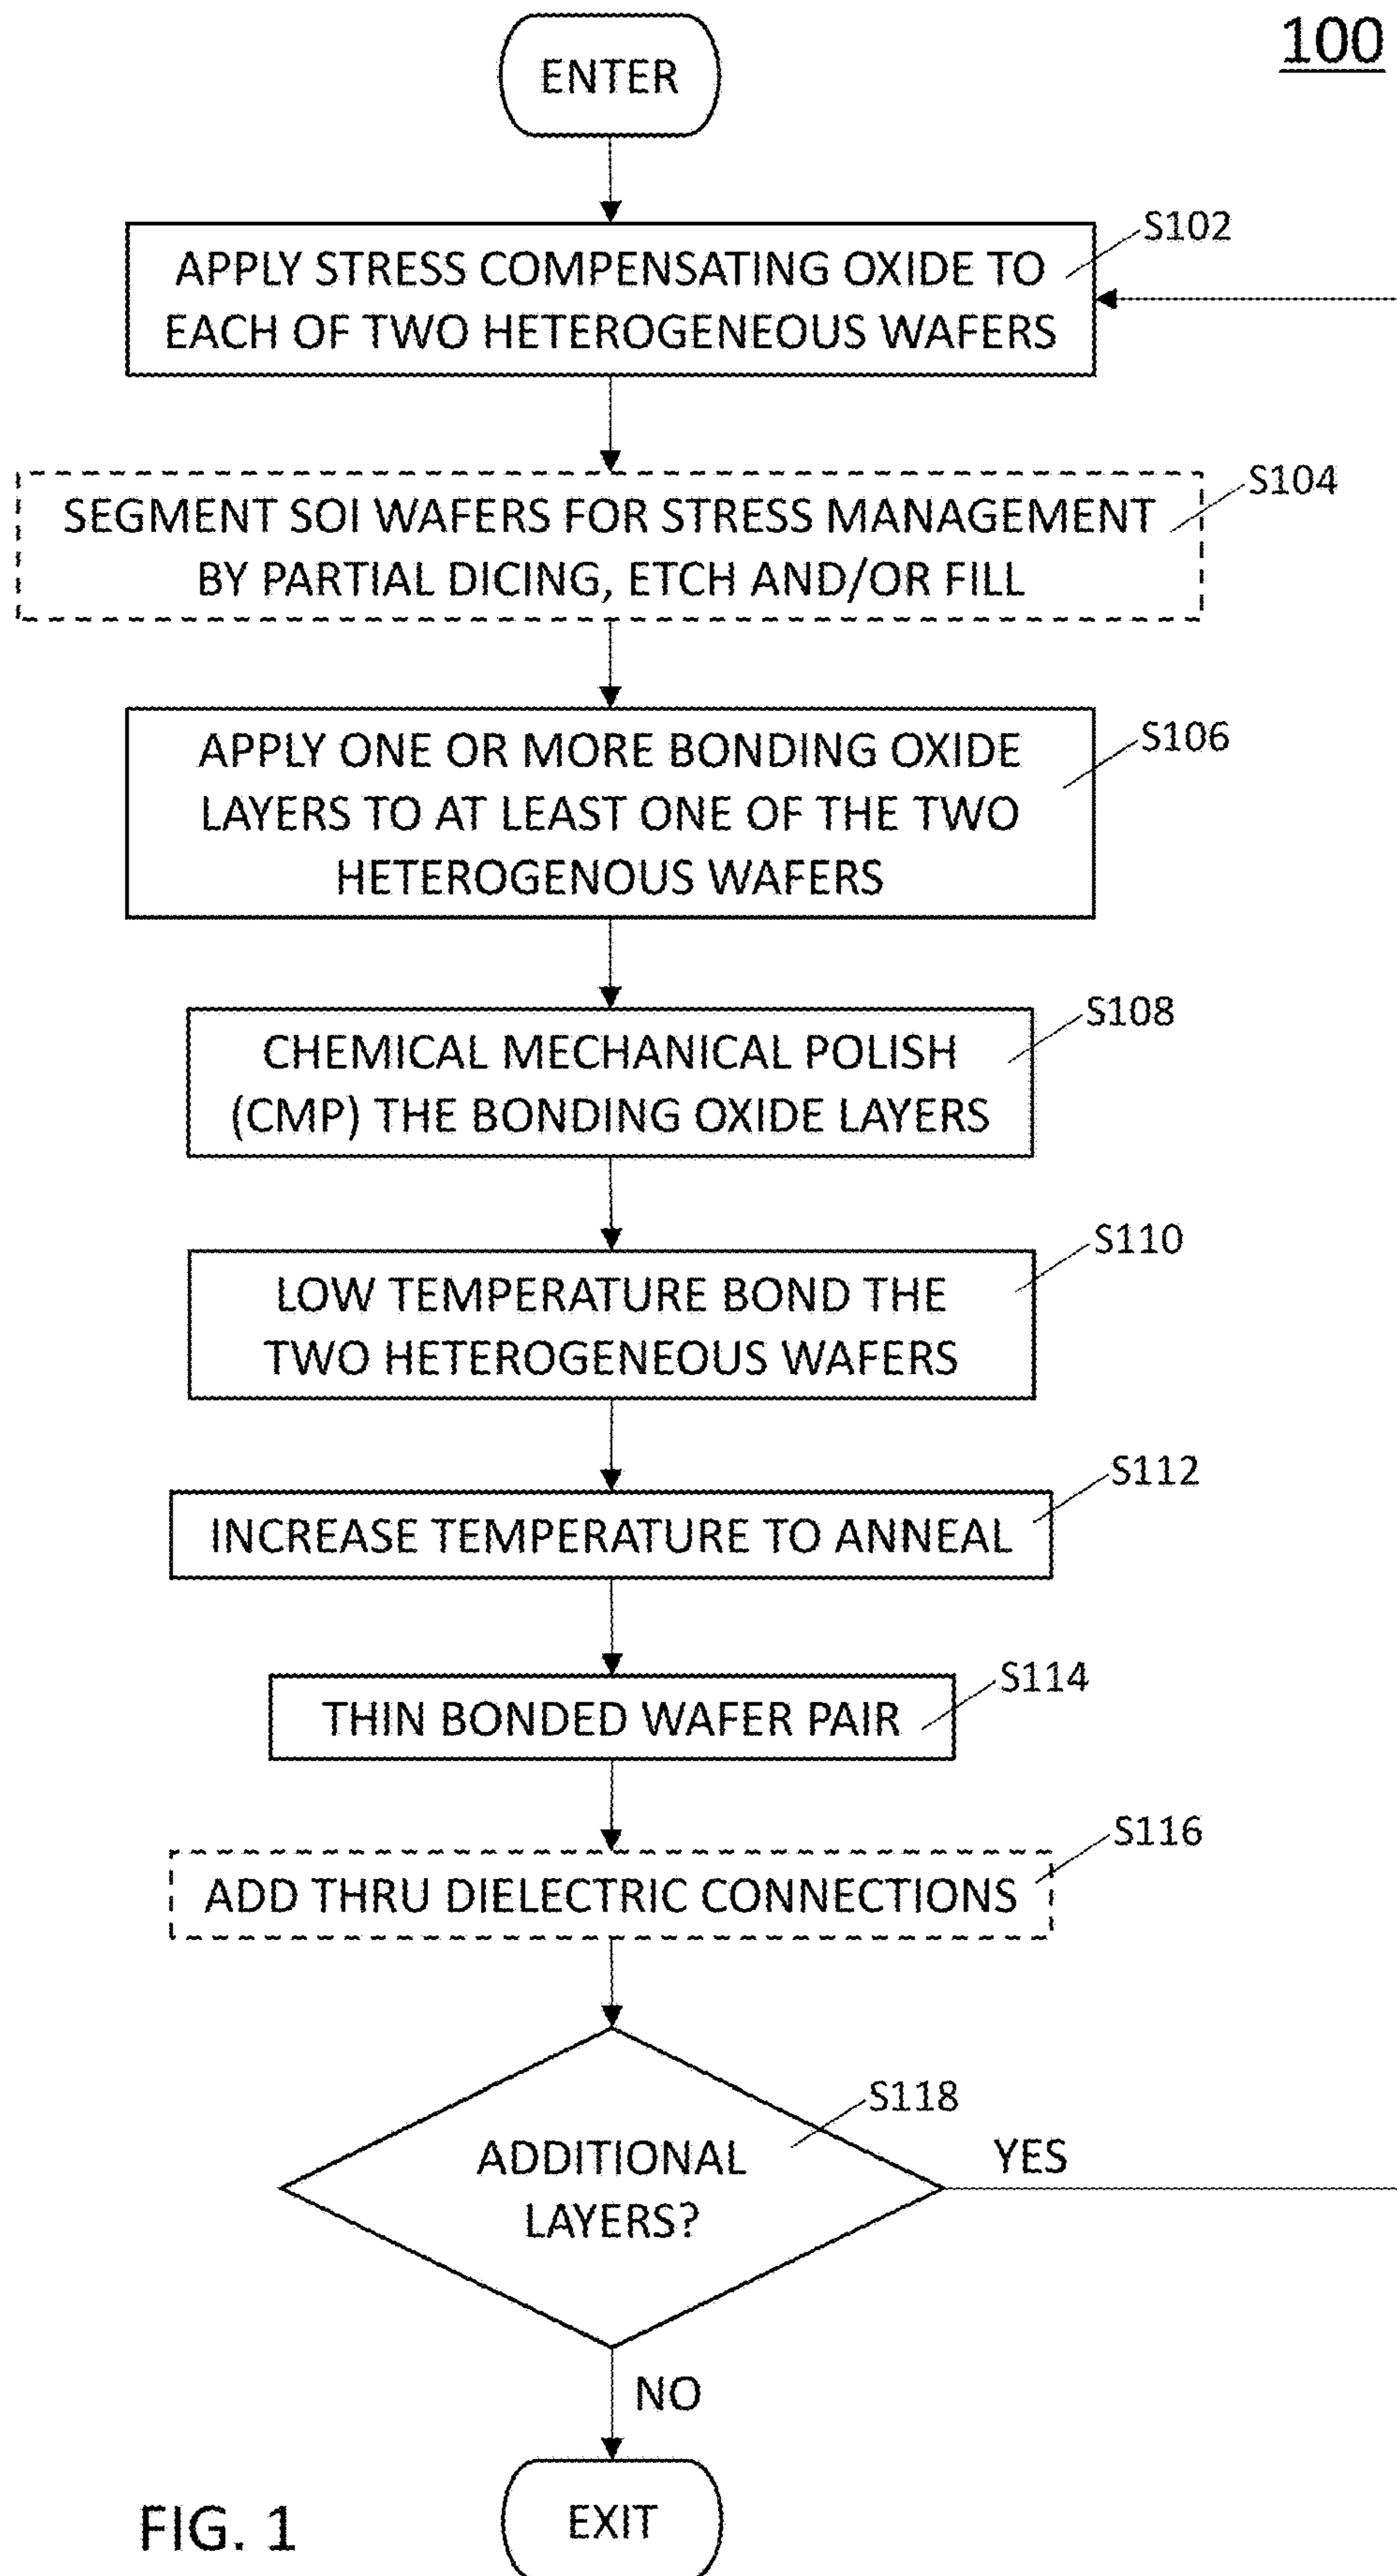 100
ENTER
S102
APPLY STRESS COMPENSATING OXIDE TO
EACH OF TWO HETEROGENEOUS WAFERS
S104
SEGMENT SOI WAFERS FOR STRESS MANAGEMENT
BY PARTIAL DICING, ETCH AND/OR FILL
S106
APPLY ONE OR MORE BONDING OXIDE
LAYERS TO AT LEAST ONE OF THE TWO
HETEROGENOUS WAFERS
S108
CHEMICAL MECHANICAL POLISH
(CMP) THE BONDING OXIDE LAYERS
S110
LOW TEMPERATURE BOND THE
TWO HETEROGENEOUS WAFERS
S112
INCREASE TEMPERATURE TO ANNEAL
S114
THIN BONDED WAFER PAIR
S116
ADD THRU DIELECTRIC CONNECTIONS
S118
ADDITIONAL
LAYERS?
YES
NO
EXIT
FIG. 1